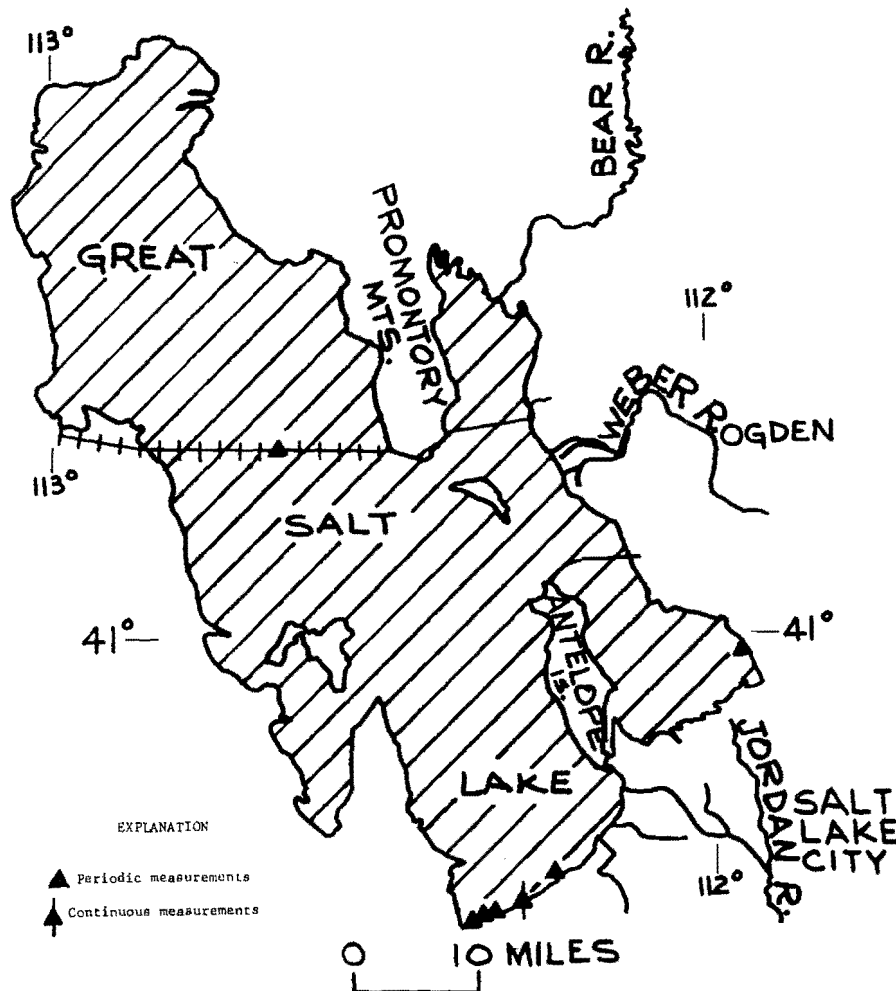 113°
BEAR R.
GREAT
PROMONTORY
MTS.
112°
WEBER R.
OGDEN
113°
SALT
41°
41°
ANTELOPE
IS.
LAKE
JORDAN R.
SALT
LAKE
CITY
112°
EXPLANATION
Periodic measurements
Continuous measurements
0 10 MILES